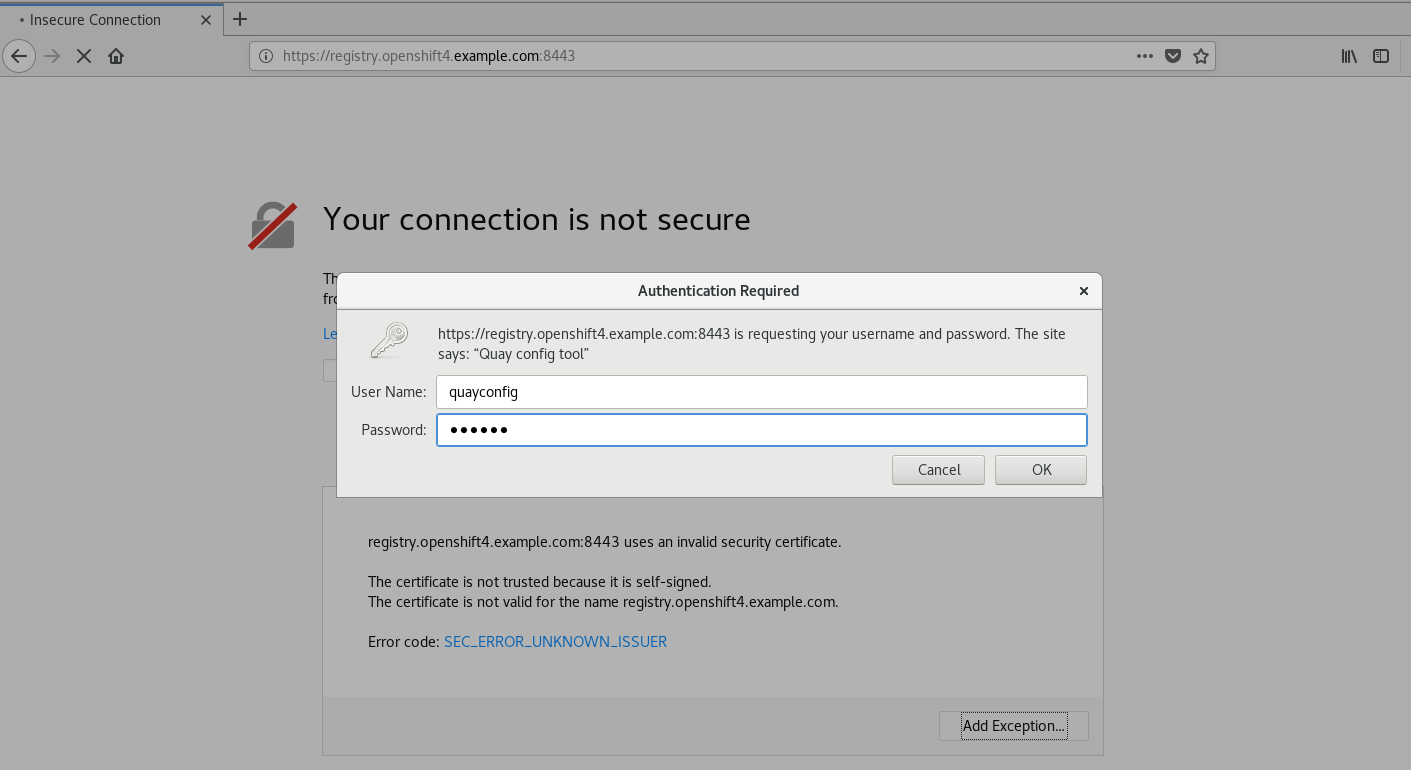 Insecure Connection
https://registry.openshift4.example.com:8443
Your connection is not secure
Th
fro
Le
Authentication Required
https://registry.openshift4.example.com:8443 is requesting your username and password. The site
says: “Quay config tool”
User Name: quayconfig
Password: ••••••
Cancel OK
registry.openshift4.example.com:8443 uses an invalid security certificate.
The certificate is not trusted because it is self-signed.
The certificate is not valid for the name registry.openshift4.example.com.
Error code: SEC_ERROR_UNKNOWN_ISSUER
Add Exception...